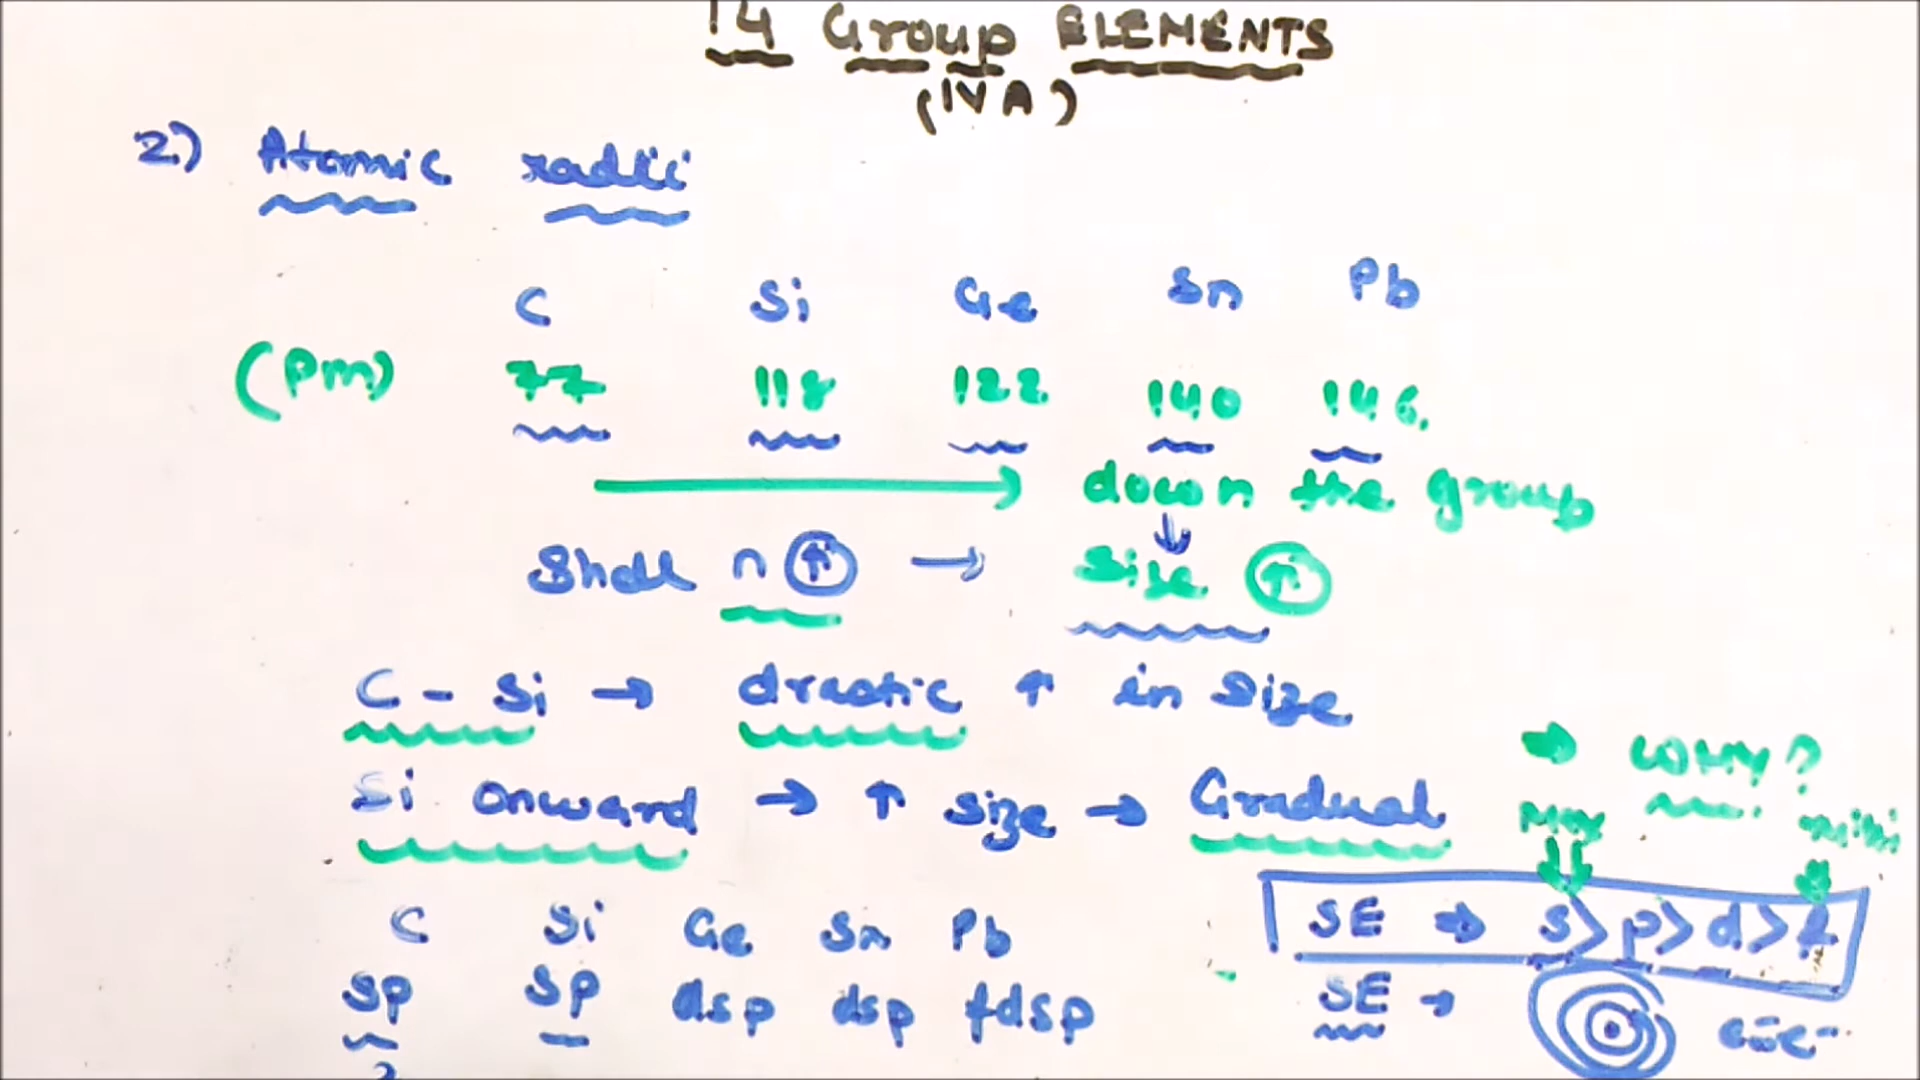 14 Group ELEMENTS
(IVA)
2.) Atomic radii
C Si Ge Sn Pb
(Pm) 77 118 122 140 146.
→ down the group
Shell n ↑ → Size ↑
C - Si → drastic ↑ in Size
Si onward → ↑ size → Gradual
⇒ WHY?
Max mini
SE ⇒ s > p > d > f
C Si Ge Sn Pb
sp sp dsp dsp fdsp
SE →